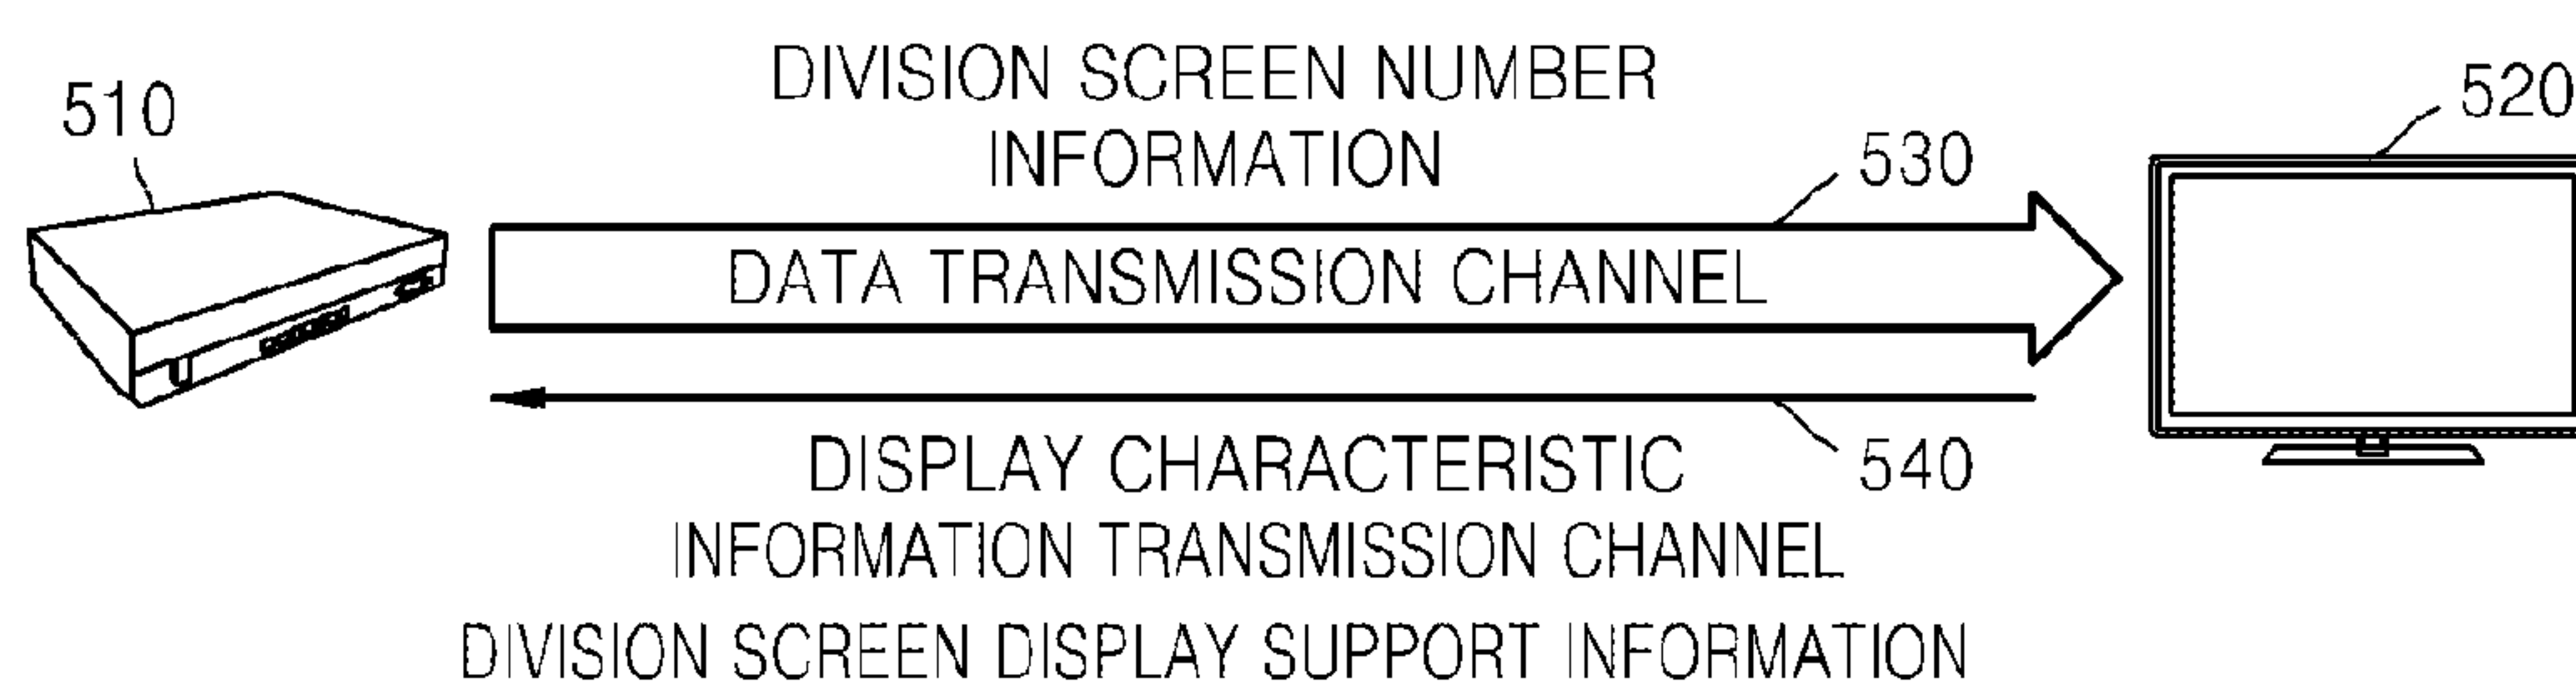 DIVISION SCREEN NUMBER
INFORMATION
510
520
530
DATA TRANSMISSION CHANNEL
540
DISPLAY CHARACTERISTIC
INFORMATION TRANSMISSION CHANNEL
DIVISION SCREEN DISPLAY SUPPORT INFORMATION